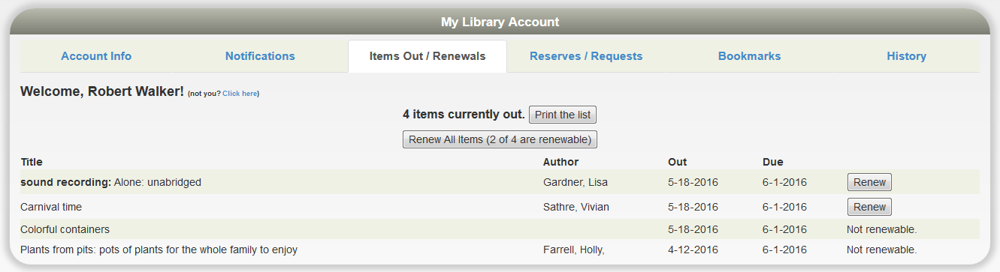 My Library Account
Account Info Notifications Items Out / Renewals Reserves / Requests Bookmarks History
Welcome, Robert Walker! (not you? Click here)
4 items currently out. Print the list
Renew All Items (2 of 4 are renewable)
Title Author Out Due
sound recording: Alone: unabridged Gardner, Lisa 5-18-2016 6-1-2016 Renew
Carnival time Sathre, Vivian 5-18-2016 6-1-2016 Renew
Colorful containers 5-18-2016 6-1-2016 Not renewable.
Plants from pits: pots of plants for the whole family to enjoy Farrell, Holly, 4-12-2016 6-1-2016 Not renewable.